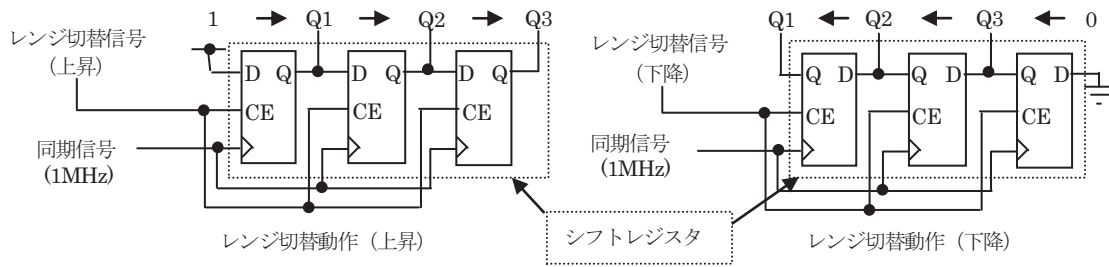 1 → Q1 → Q2 → Q3
レンジ切替信号
(上昇)
D Q D Q D Q
CE CE CE
同期信号
(1MHz)
レンジ切替動作(上昇)
Q1 ← Q2 ← Q3 ← 0
レンジ切替信号
(下降)
Q D Q D Q D
CE CE CE
同期信号
(1MHz)
レンジ切替動作(下降)
シフトレジスタ